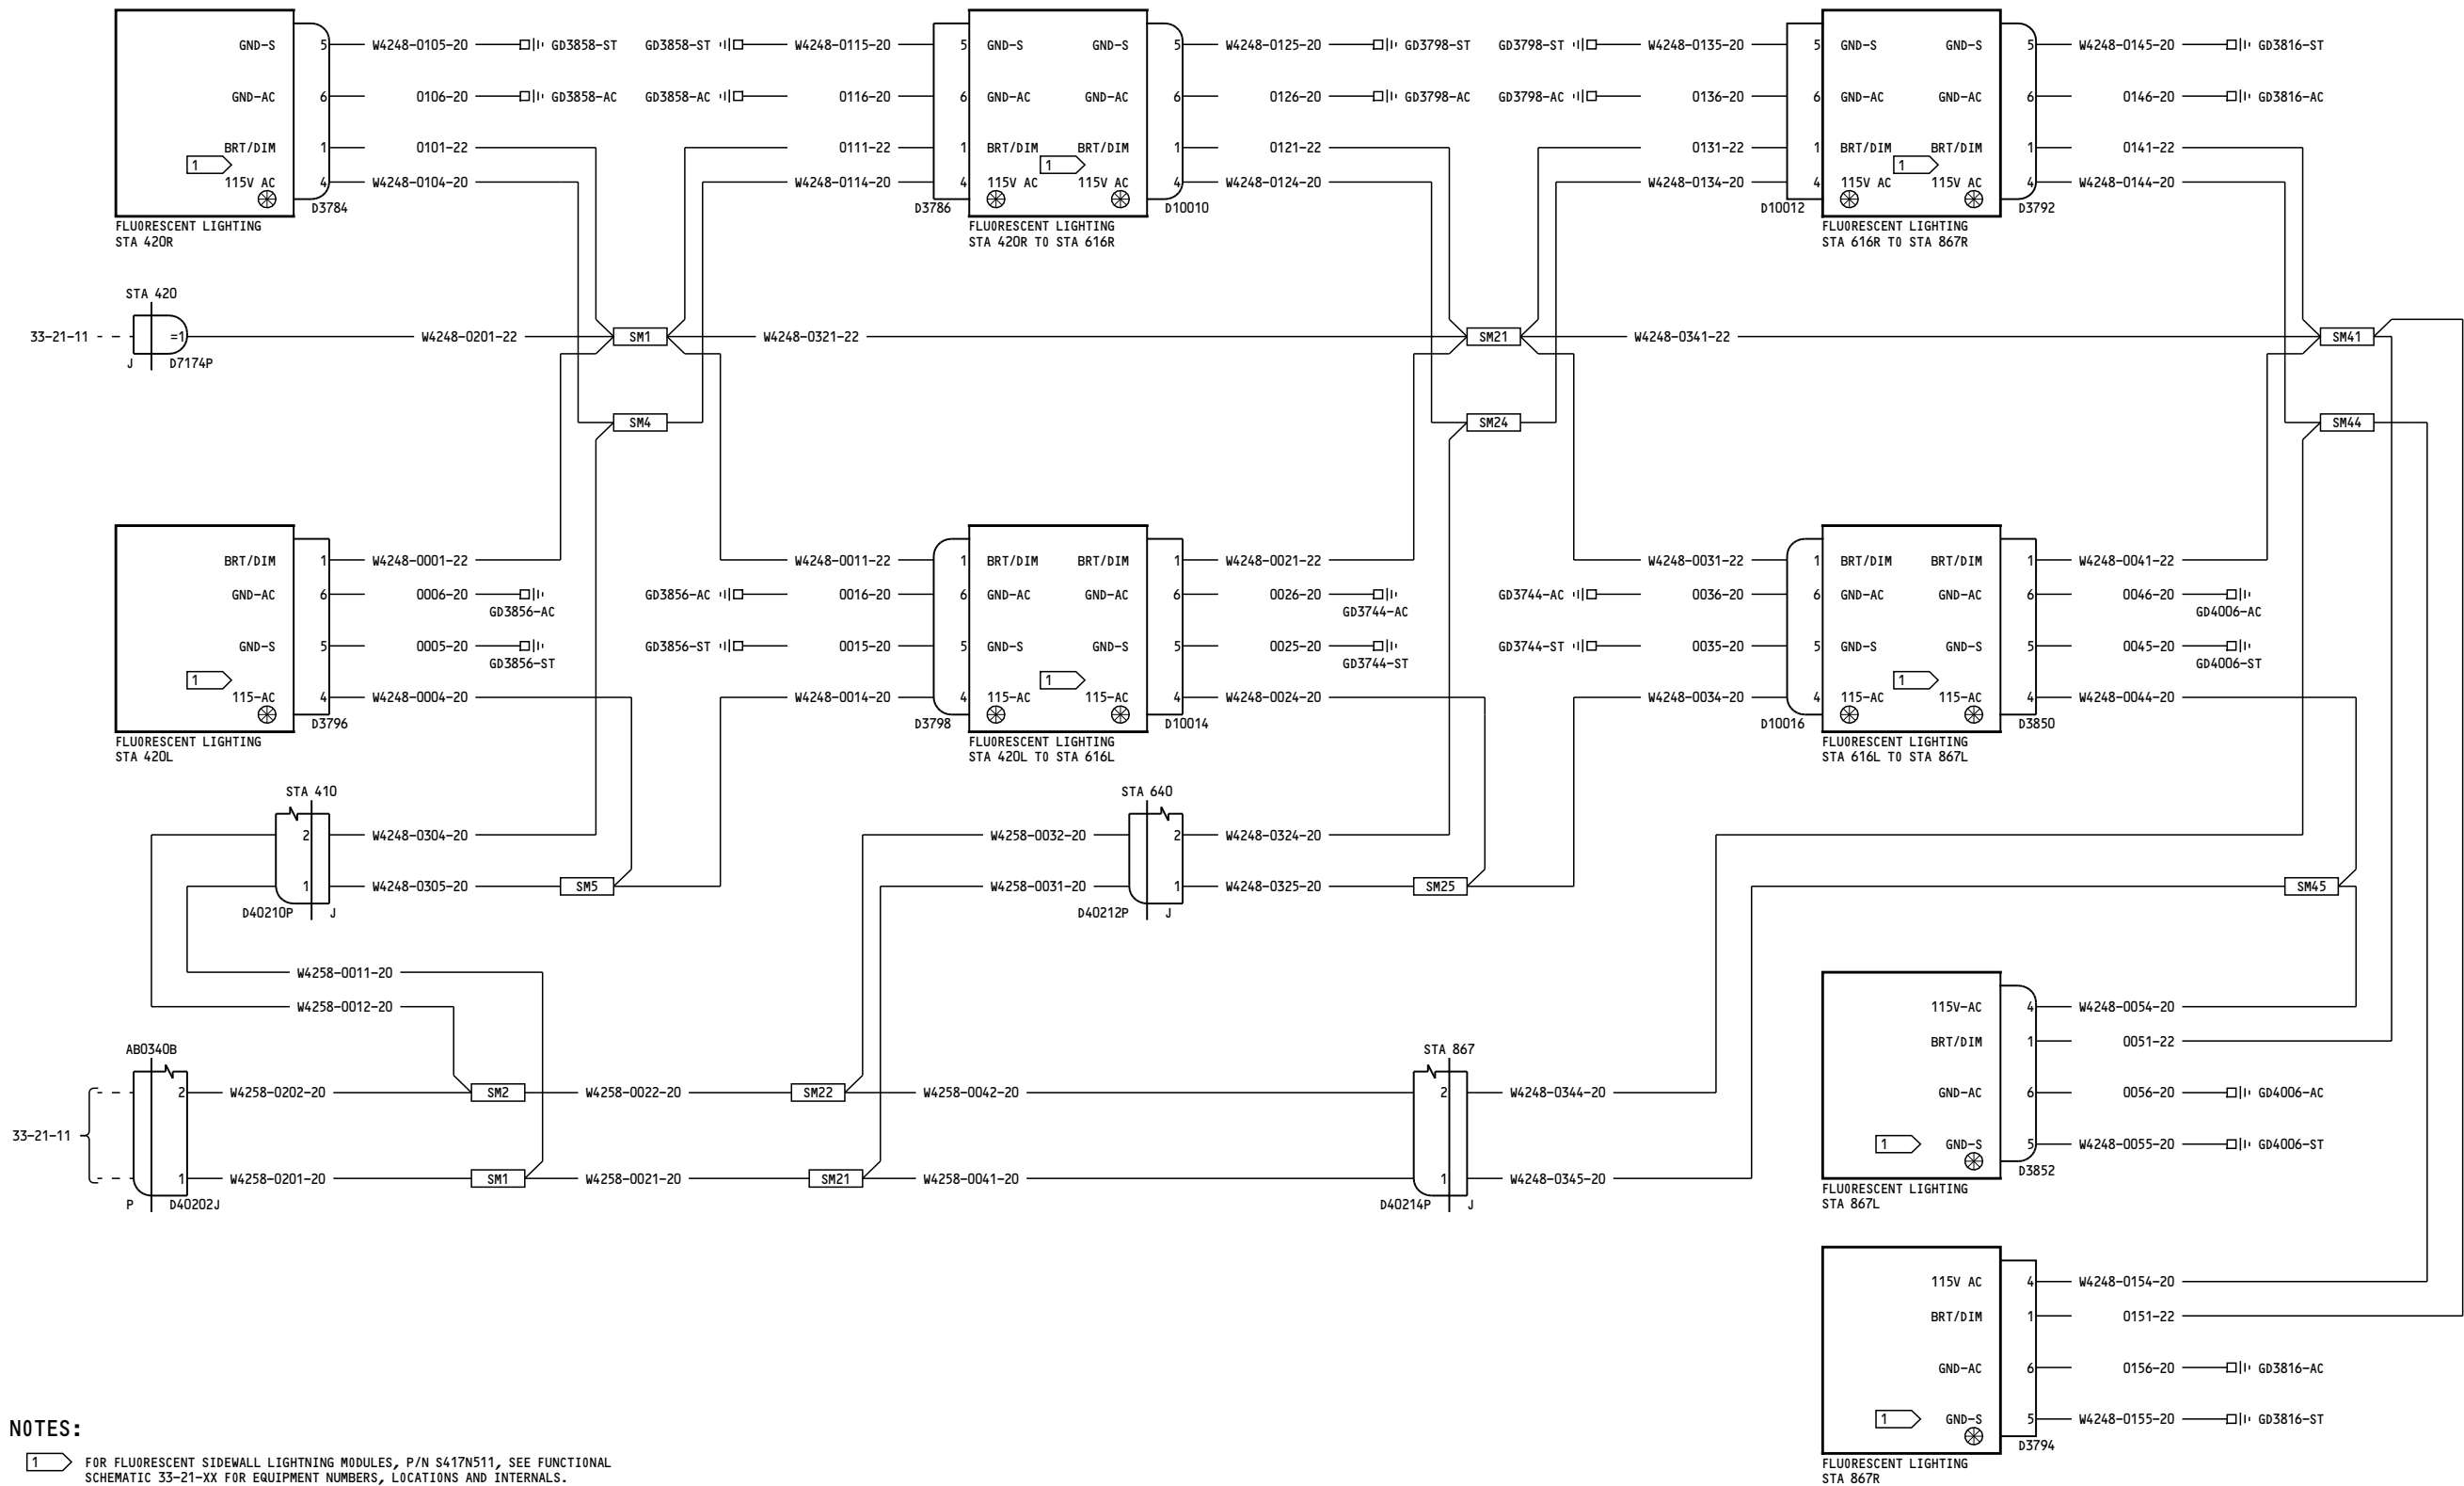 GND-S 5 W4248-0105-20 GD3858-ST GD3858-ST W4248-0115-20 5 GND-S GND-S 5 W4248-0125-20 GD3798-ST GD3798-ST W4248-0135-20 5 GND-S GND-S 5 W4248-0145-20 GD3816-ST
GND-AC 6 0106-20 GD3858-AC GD3858-AC 0116-20 6 GND-AC GND-AC 6 0126-20 GD3798-AC GD3798-AC 0136-20 6 GND-AC GND-AC 6 0146-20 GD3816-AC
BRT/DIM 1 0101-22 0111-22 1 BRT/DIM BRT/DIM 1 0121-22 0131-22 1 BRT/DIM BRT/DIM 1 0141-22
1 1 1
115V AC 4 W4248-0104-20 W4248-0114-20 4 115V AC 115V AC 4 W4248-0124-20 W4248-0134-20 4 115V AC 115V AC 4 W4248-0144-20
D3784 D3786 D10010 D10012 D3792
FLUORESCENT LIGHTING FLUORESCENT LIGHTING FLUORESCENT LIGHTING
STA 420R STA 420R TO STA 616R STA 616R TO STA 867R
STA 420
33-21-11 =1 W4248-0201-22 SM1 W4248-0321-22 SM21 W4248-0341-22 SM41
J D7174P
SM4 SM24 SM44
BRT/DIM 1 W4248-0001-22 W4248-0011-22 1 BRT/DIM BRT/DIM 1 W4248-0021-22 W4248-0031-22 1 BRT/DIM BRT/DIM 1 W4248-0041-22
GND-AC 6 0006-20 GD3856-AC 0016-20 6 GND-AC GND-AC 6 0026-20 GD3744-AC 0036-20 6 GND-AC GND-AC 6 0046-20
GD3856-AC GD3744-AC GD4006-AC
GND-S 5 0005-20 GD3856-ST 0015-20 5 GND-S GND-S 5 0025-20 GD3744-ST 0035-20 5 GND-S GND-S 5 0045-20
GD3856-ST GD3744-ST GD4006-ST
1 1 1
115-AC 4 W4248-0004-20 W4248-0014-20 4 115-AC 115-AC 4 W4248-0024-20 W4248-0034-20 4 115-AC 115-AC 4 W4248-0044-20
D3796 D3798 D10014 D10016 D3850
FLUORESCENT LIGHTING FLUORESCENT LIGHTING FLUORESCENT LIGHTING
STA 420L STA 420L TO STA 616L STA 616L TO STA 867L
STA 410 STA 640
2 W4248-0304-20 W4258-0032-20 2 W4248-0324-20
1 W4248-0305-20 SM5 W4258-0031-20 1 W4248-0325-20 SM25 SM45
D40210P J D40212P J
W4258-0011-20
W4258-0012-20 115V-AC 4 W4248-0054-20
BRT/DIM 1 0051-22
AB0340B STA 867
2 W4258-0202-20 SM2 W4258-0022-20 SM22 W4258-0042-20 2 W4248-0344-20 GND-AC 6 0056-20 GD4006-AC
33-21-11
1 GND-S 5 W4248-0055-20 GD4006-ST
1 W4258-0201-20 SM1 W4258-0021-20 SM21 W4258-0041-20 1 W4248-0345-20 D3852
P D40202J D40214P J
FLUORESCENT LIGHTING
STA 867L
115V AC 4 W4248-0154-20
BRT/DIM 1 0151-22
GND-AC 6 0156-20 GD3816-AC
1 GND-S 5 W4248-0155-20 GD3816-ST
D3794
FLUORESCENT LIGHTING
STA 867R
NOTES:
1 FOR FLUORESCENT SIDEWALL LIGHTNING MODULES, P/N S417N511, SEE FUNCTIONAL
SCHEMATIC 33-21-XX FOR EQUIPMENT NUMBERS, LOCATIONS AND INTERNALS.